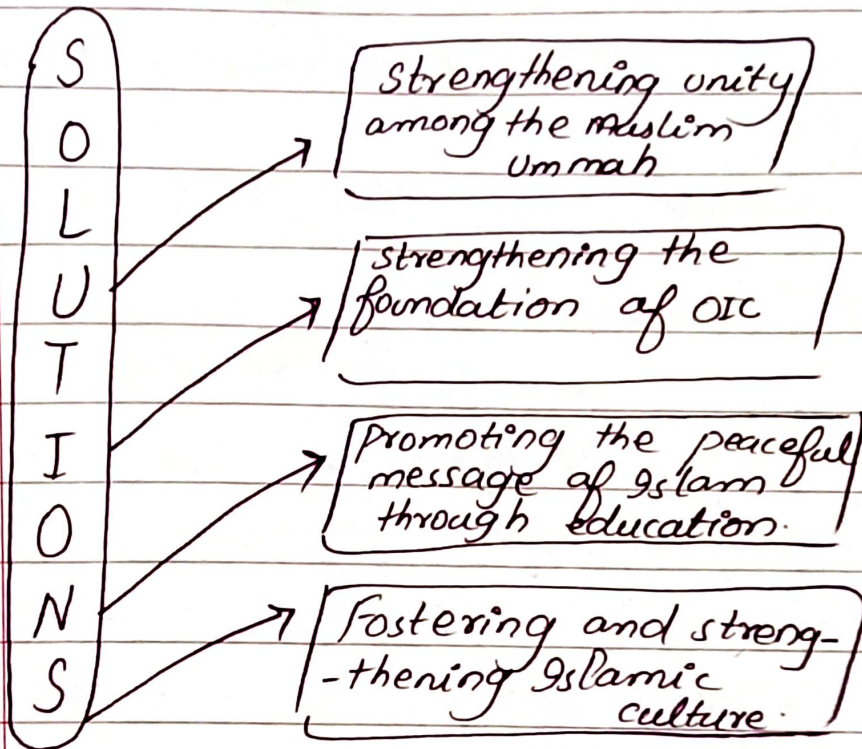 SOLUTIONS
Strengthening unity
among the Muslim
Ummah
strengthening the
foundation of OIC
Promoting the peaceful
message of Islam
through education.
Fostering and streng-
-thening Islamic
culture.